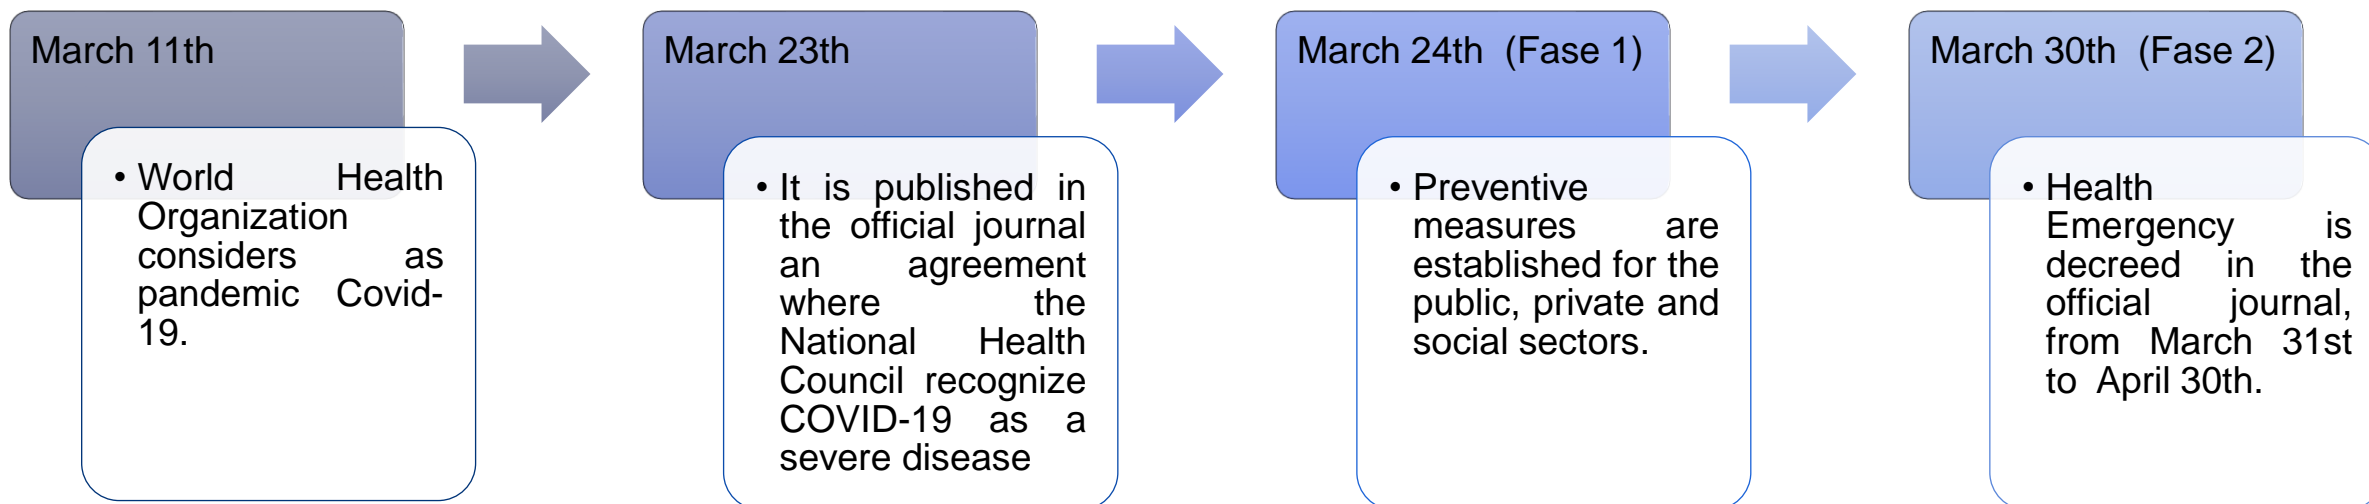 March 11th
• World Health
Organization
considers as
pandemic Covid-
19.
March 23th
• It is published in
the official journal
an agreement
where the
National Health
Council recognize
COVID-19 as a
severe disease
March 24th (Fase 1)
• Preventive
measures are
established for the
public, private and
social sectors.
March 30th (Fase 2)
• Health
Emergency is
decreed in the
official journal,
from March 31st
to April 30th.